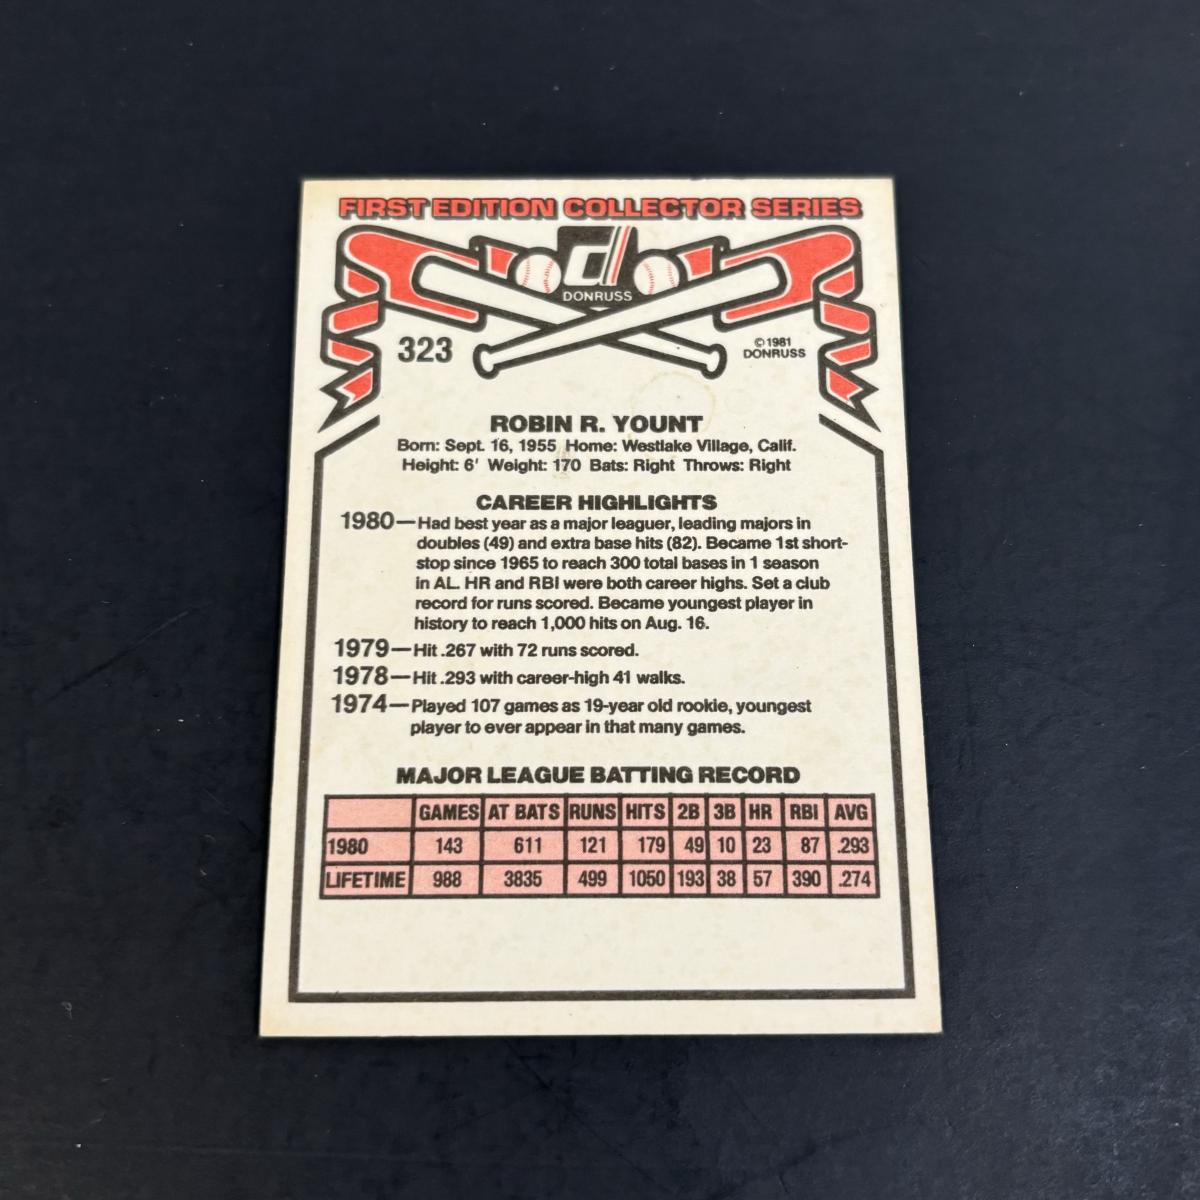 FIRST EDITION COLLECTOR SERIES
d
DONRUSS
323
©1981
DONRUSS
ROBIN R. YOUNT
Born: Sept. 16, 1955 Home: Westlake Village, Calif.
Height: 6' Weight: 170 Bats: Right Throws: Right
CAREER HIGHLIGHTS
1980—Had best year as a major leaguer, leading majors in
doubles (49) and extra base hits (82). Became 1st short-
stop since 1965 to reach 300 total bases in 1 season
in AL. HR and RBI were both career highs. Set a club
record for runs scored. Became youngest player in
history to reach 1,000 hits on Aug. 16.
1979—Hit .267 with 72 runs scored.
1978—Hit .293 with career-high 41 walks.
1974—Played 107 games as 19-year old rookie, youngest
player to ever appear in that many games.
MAJOR LEAGUE BATTING RECORD
GAMES AT BATS RUNS HITS 2B 3B HR RBI AVG
1980 143 611 121 179 49 10 23 87 .293
LIFETIME 988 3835 499 1050 193 38 57 390 .274